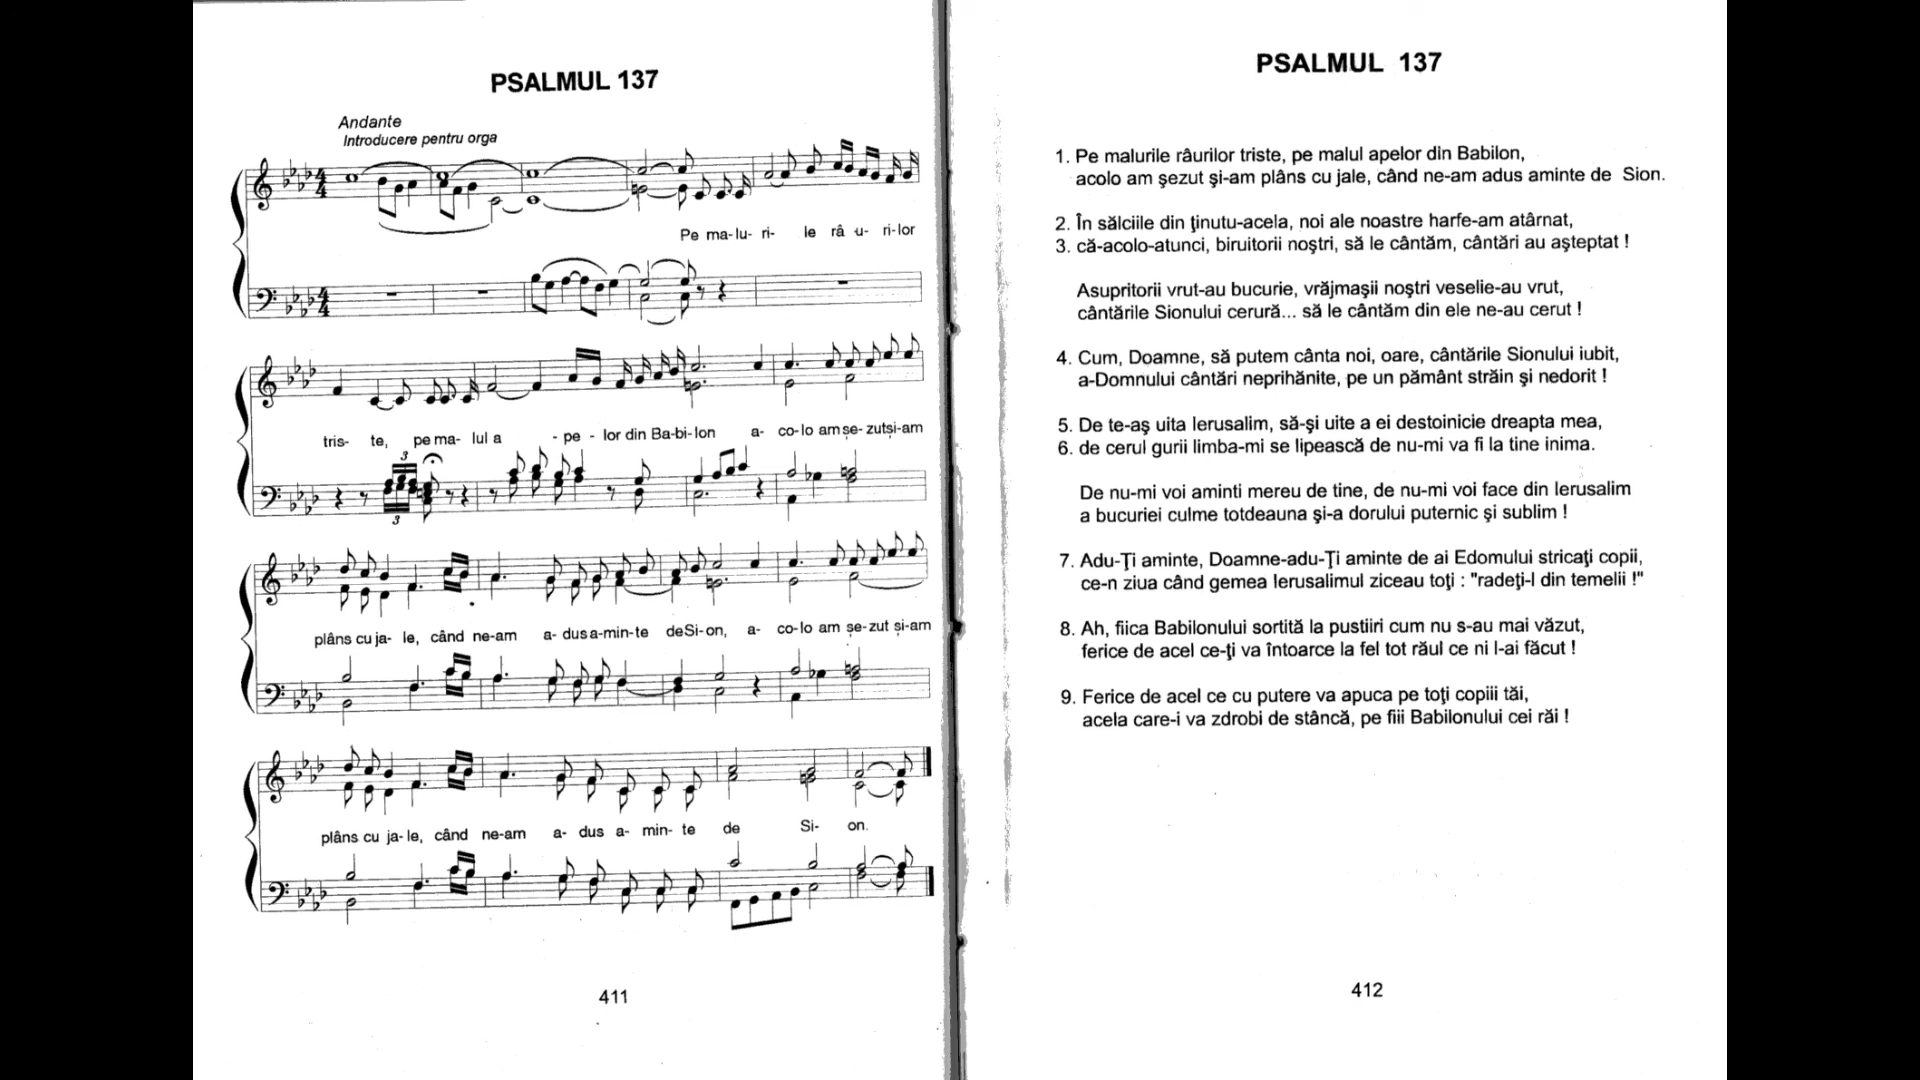 PSALMUL 137
Andante
Introducere pentru orga
Pe ma-lu- ri- le râ -u- ri-lor
tris- te, pe ma- lul a - pe - lor din Ba-bi-lon a- co-lo am şe- zutşi-am
3
3
plâns cu ja- le, când ne-am a- dus a-min-te de Si-on, a- co-lo am şe-zut şi-am
plâns cu ja- le, când ne-am a- dus a- min- te de Si- on.
411
PSALMUL 137
1. Pe malurile râurilor triste, pe malul apelor din Babilon,
acolo am şezut şi-am plâns cu jale, când ne-am adus aminte de Sion.
2. În sălciile din ţinutu-acela, noi ale noastre harfe-am atârnat,
3. că-acolo-atunci, biruitorii noştri, să le cântăm, cântări au aşteptat !
Asupritorii vrut-au bucurie, vrăjmaşii noştri veselie-au vrut,
cântările Sionului cerură... să le cântăm din ele ne-au cerut !
4. Cum, Doamne, să putem cânta noi, oare, cântările Sionului iubit,
a-Domnului cântări neprihănite, pe un pământ străin şi nedorit !
5. De te-aş uita Ierusalim, să-şi uite a ei destoinicie dreapta mea,
6. de cerul gurii limba-mi se lipească de nu-mi va fi la tine inima.
De nu-mi voi aminti mereu de tine, de nu-mi voi face din Ierusalim
a bucuriei culme totdeauna şi-a dorului puternic şi sublim !
7. Adu-Ţi aminte, Doamne-adu-Ţi aminte de ai Edomului stricaţi copii,
ce-n ziua când gemea Ierusalimul ziceau toţi : "radeţi-l din temelii !"
8. Ah, fiica Babilonului sortită la pustiiri cum nu s-au mai văzut,
ferice de acel ce-ţi va întoarce la fel tot răul ce ni l-ai făcut !
9. Ferice de acel ce cu putere va apuca pe toţi copiii tăi,
acela care-i va zdrobi de stâncă, pe fiii Babilonului cei răi !
412